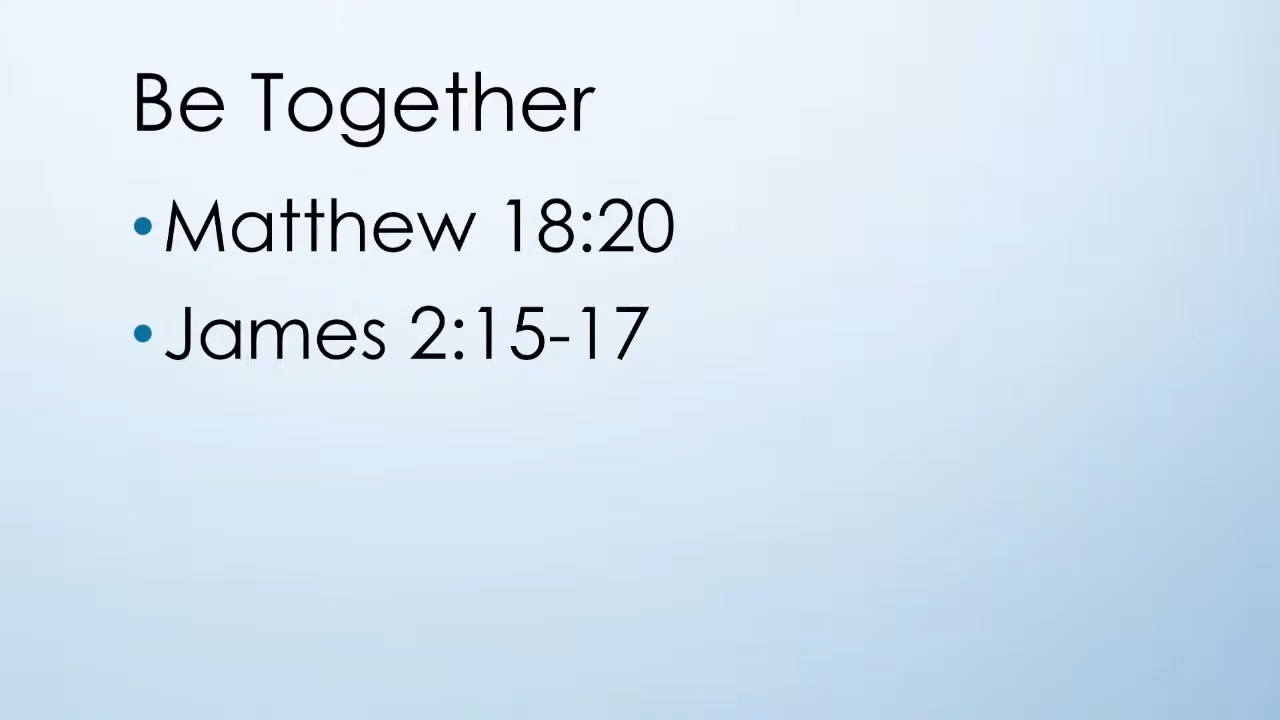 Be Together
• Matthew 18:20
• James 2:15-17